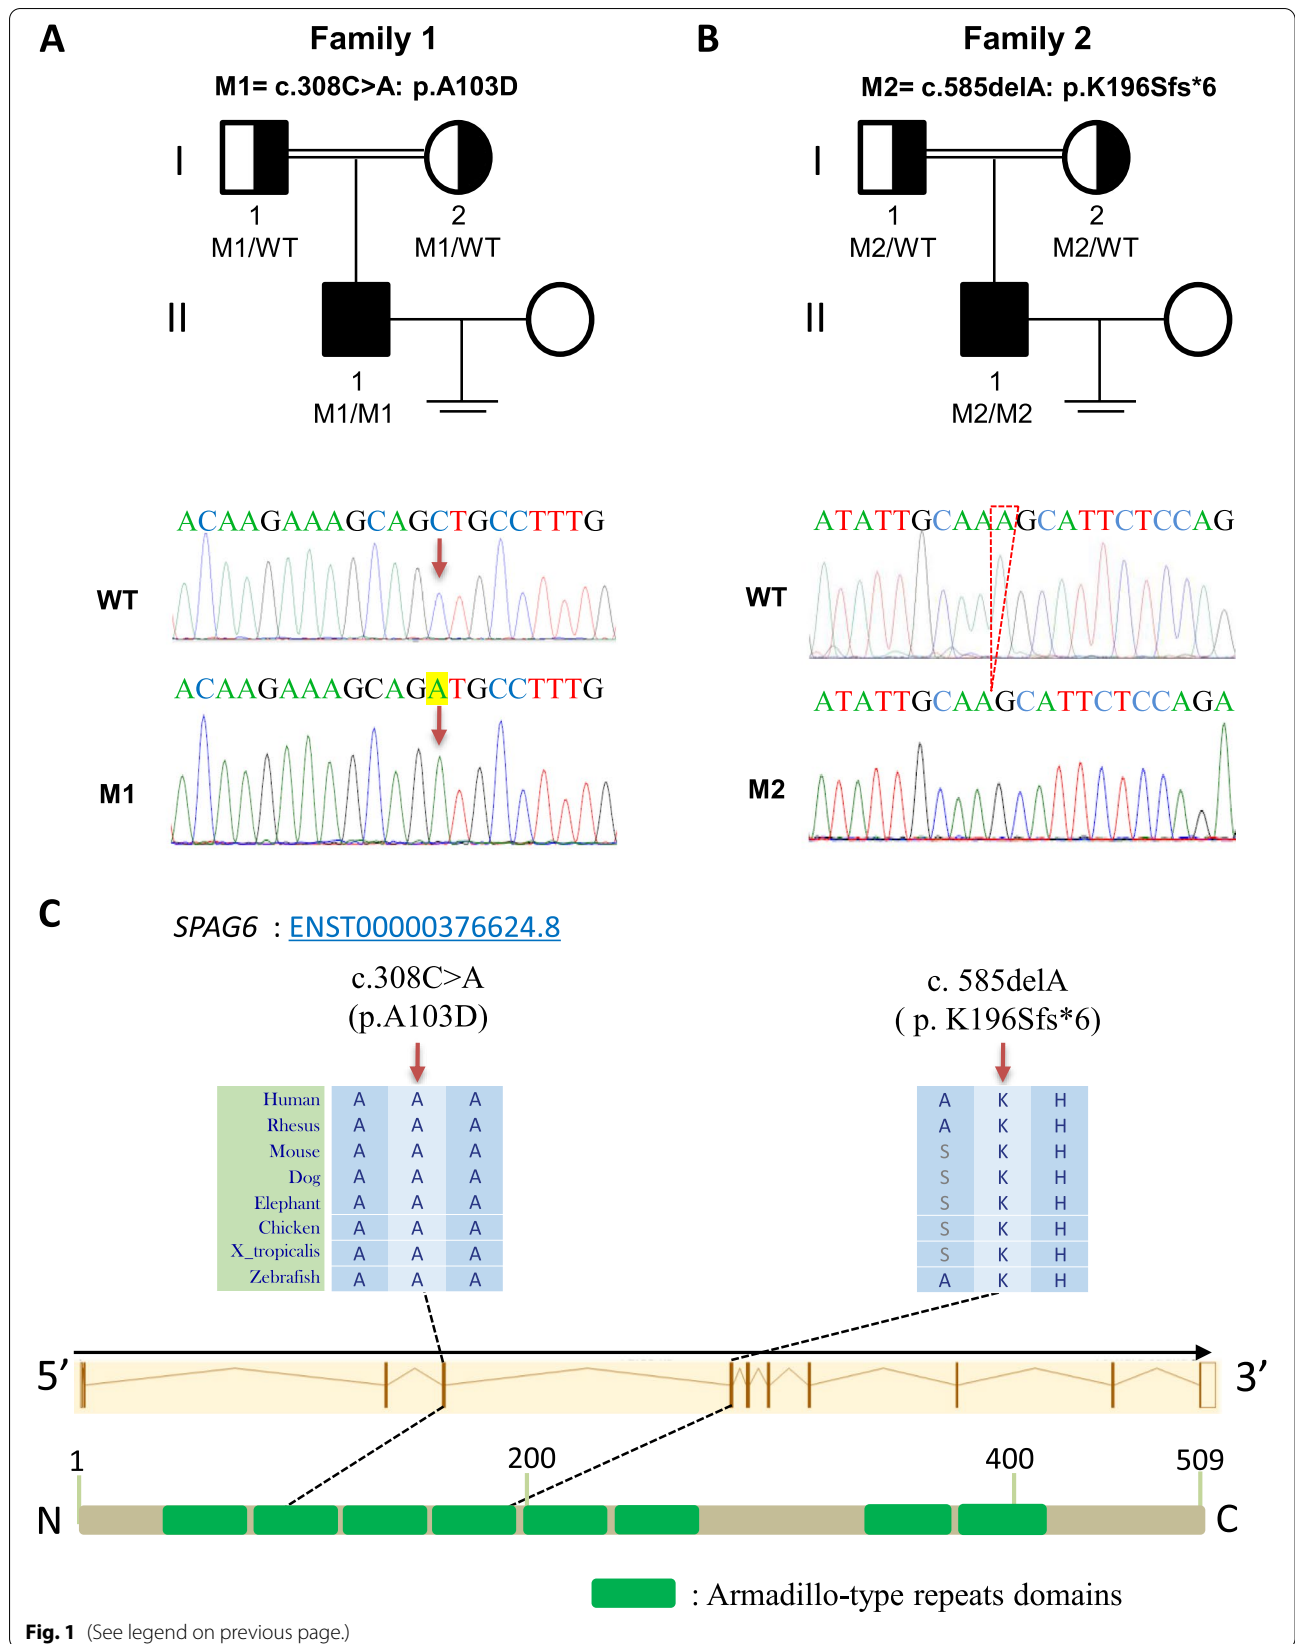 A
Family 1
M1= c.308C>A: p.A103D
I
1
2
M1/WT
M1/WT
II
1
M1/M1
ACAAGAAAGCAGCTGCCTTTG
WT
ACAAGAAAGCAGATGCCTTTG
M1
B
Family 2
M2= c.585delA: p.K196Sfs*6
I
1
2
M2/WT
M2/WT
II
1
M2/M2
ATATTGCAAAGCATTCTCCAG
WT
ATATTGCAAGCATTCTCCAGA
M2
C
SPAG6 : ENST00000376624.8
c.308C>A
(p.A103D)
c. 585delA
( p. K196Sfs*6)
Human A A A A K H
Rhesus A A A A K H
Mouse A A A S K H
Dog A A A S K H
Elephant A A A S K H
Chicken A A A S K H
X_tropicalis A A A S K H
Zebrafish A A A A K H
5’ 3’
1 200 400 509
N C
: Armadillo-type repeats domains
Fig. 1 (See legend on previous page.)